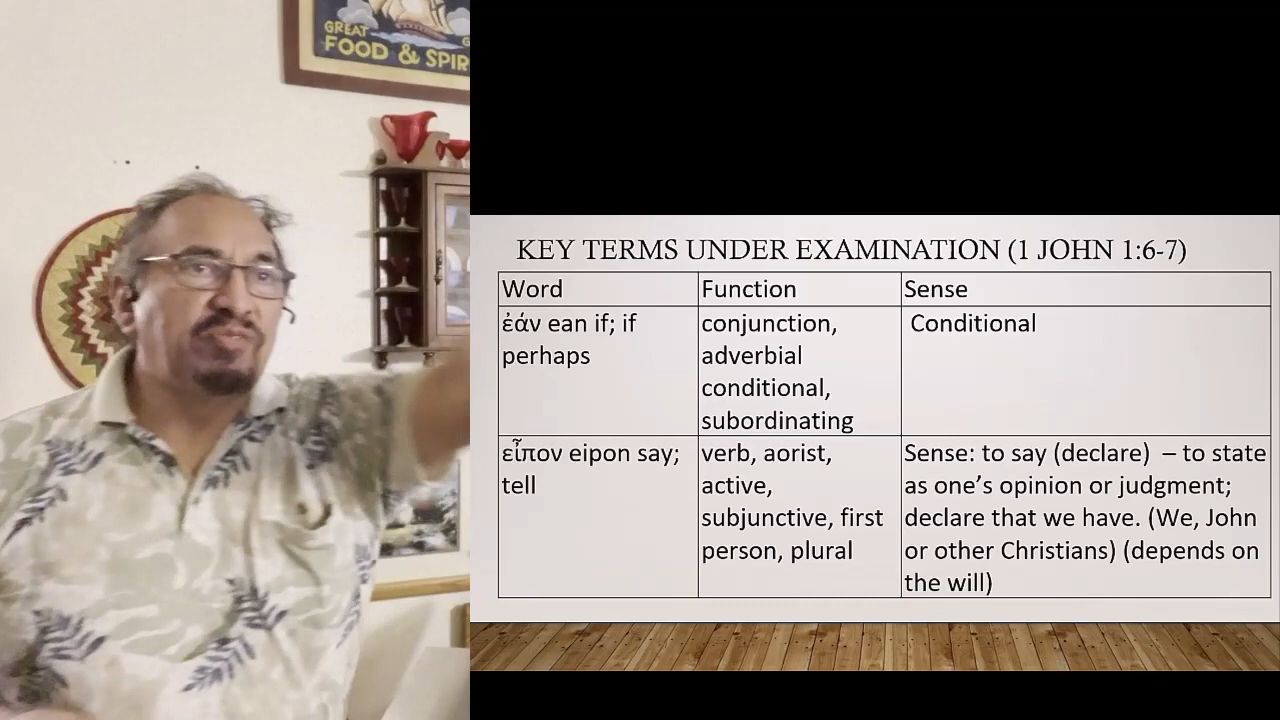 GREAT
FOOD & SPIR
KEY TERMS UNDER EXAMINATION (1 JOHN 1:6-7)
Word Function Sense
ἐάν ean if; if perhaps
conjunction, adverbial conditional, subordinating
Conditional
εἶπον eipon say; tell
verb, aorist, active, subjunctive, first person, plural
Sense: to say (declare) – to state as one’s opinion or judgment; declare that we have. (We, John or other Christians) (depends on the will)